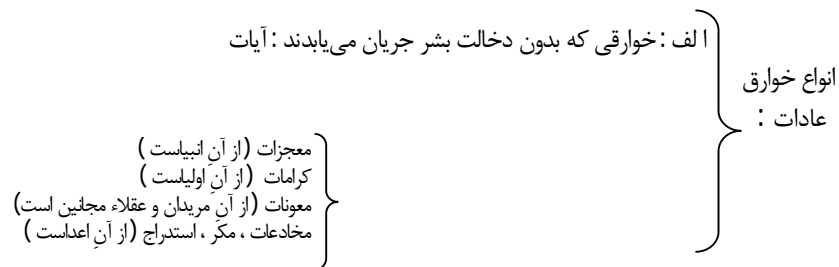 انواع خوارق
عادات :
ا لف : خوارقی که بدون دخالت بشر جریان می‌یابدند : آیات
معجزات (از آنِ انبیاست )
کرامات (از آنِ اولیاست )
معونات (از آنِ مریدان و عقلاء مجانین است)
مخادعات ، مکر ، استدراج (از آنِ اعداست )